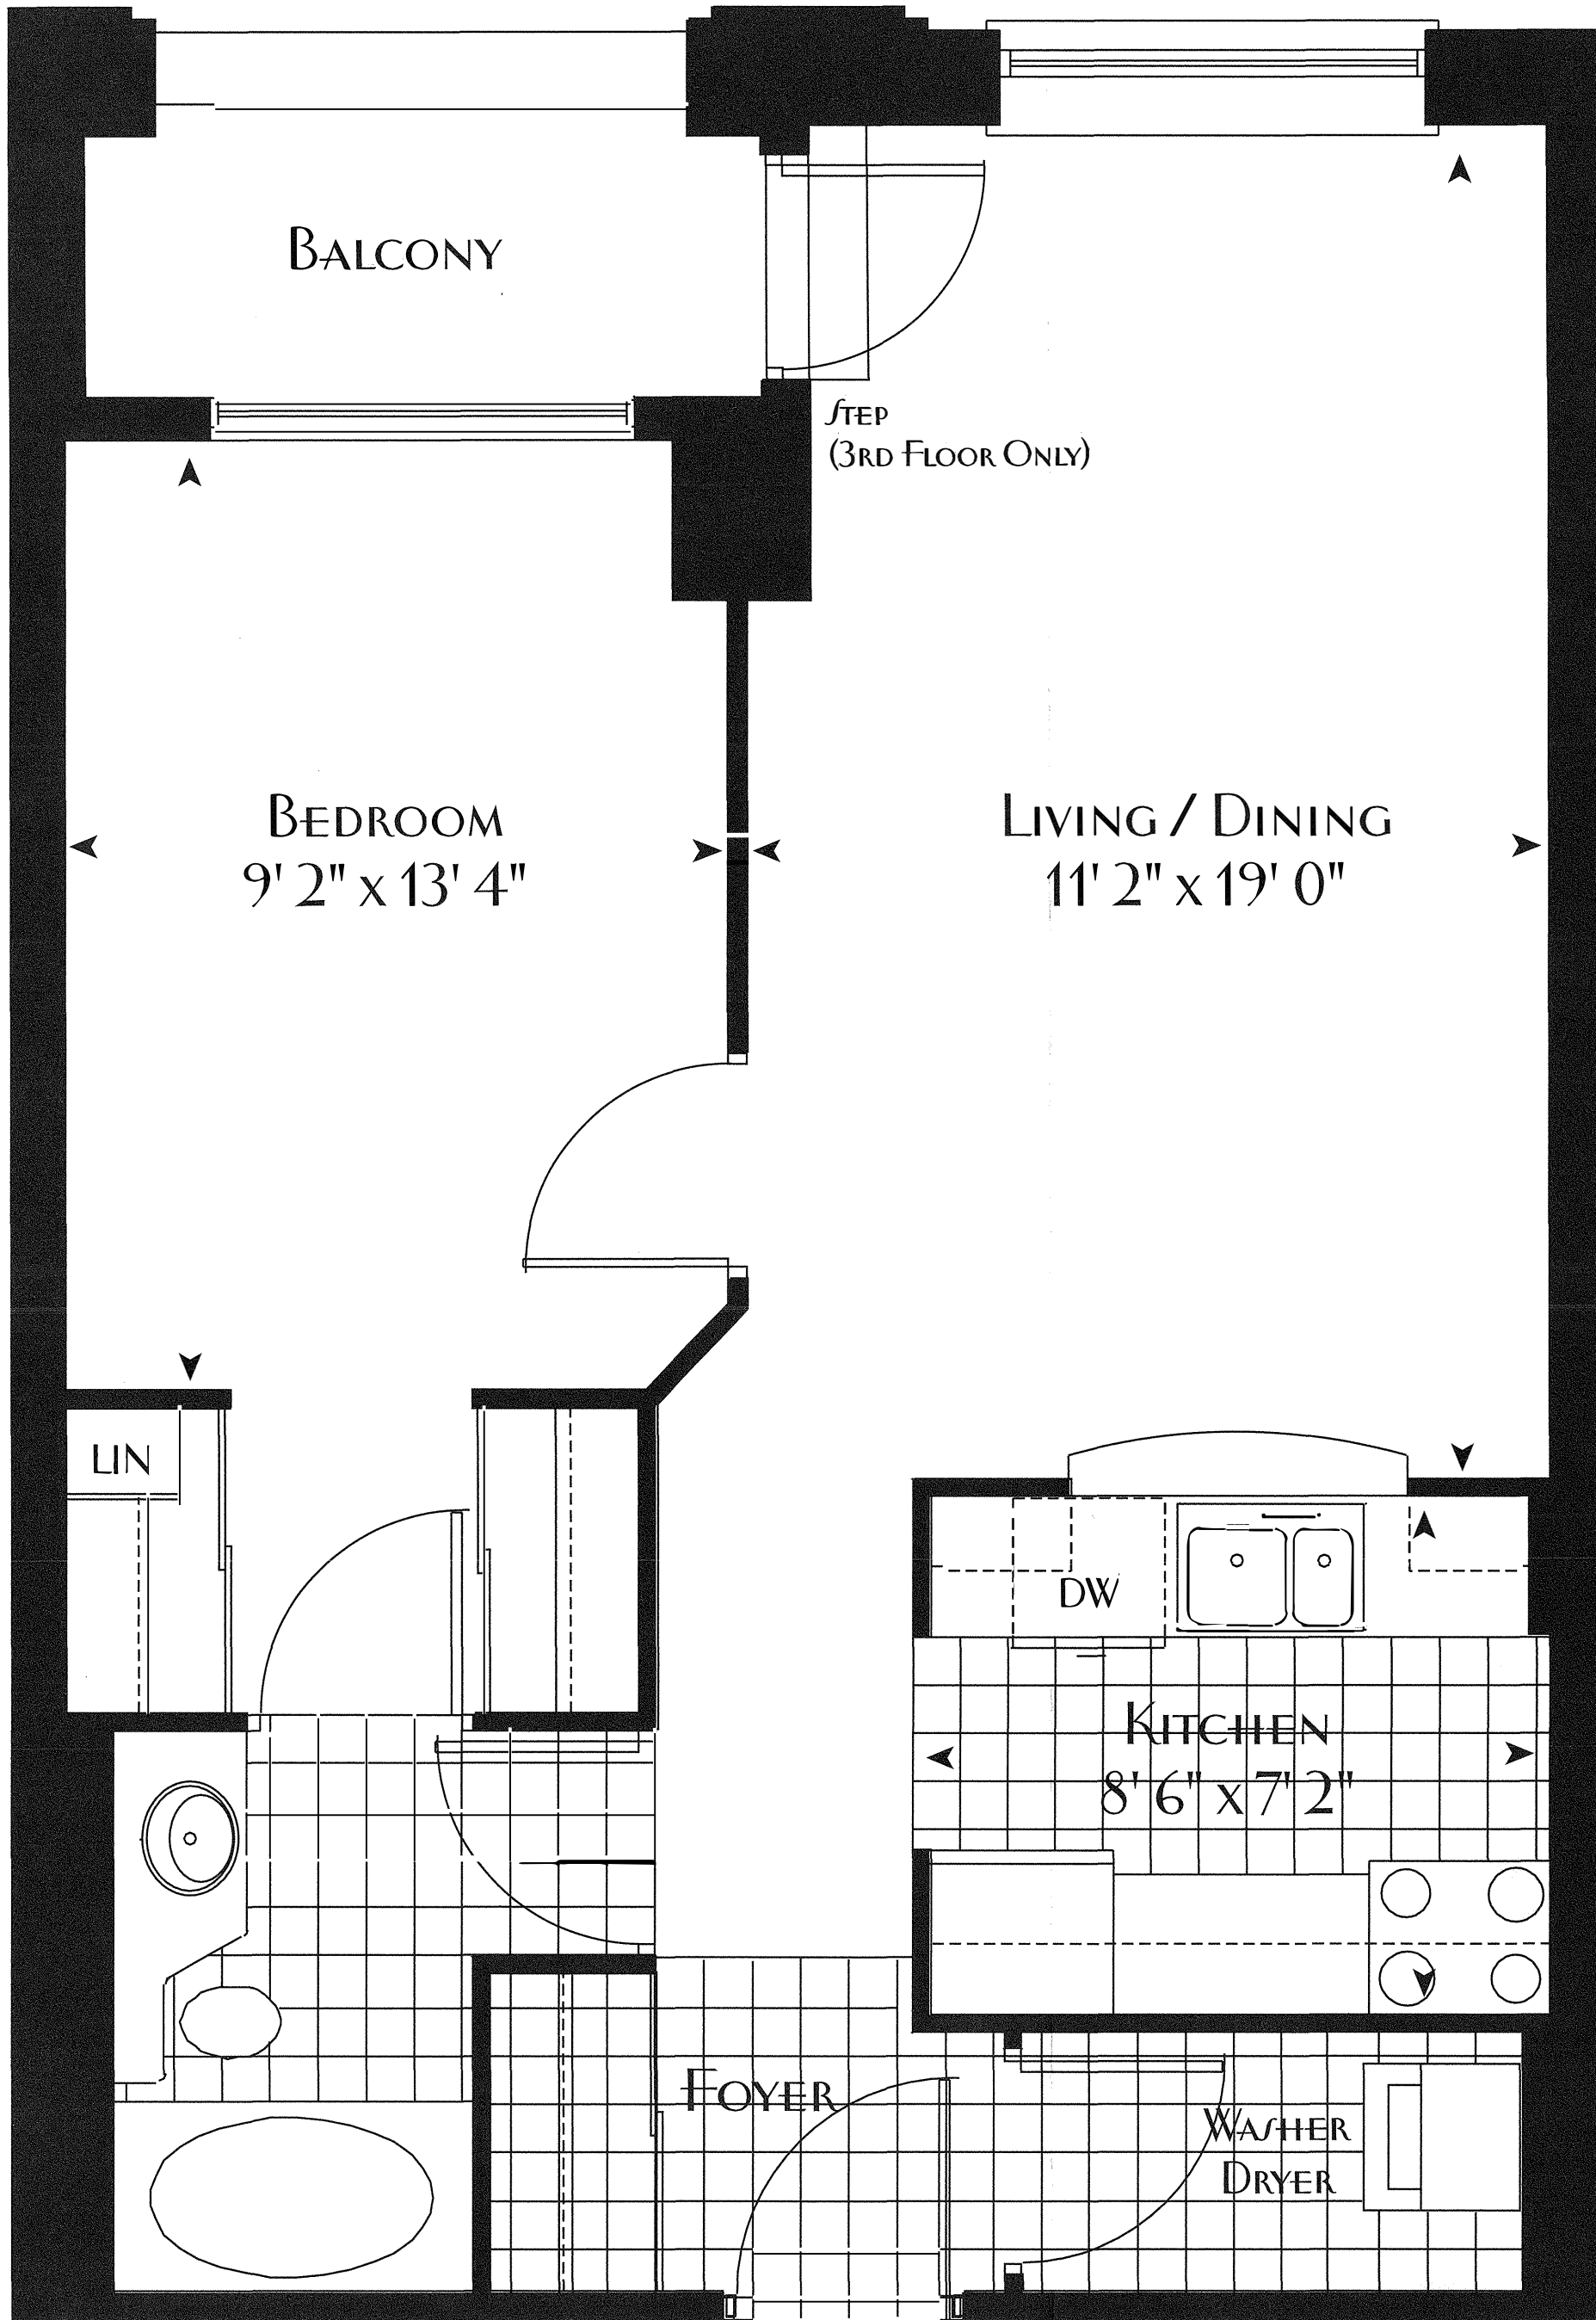 BALCONY
STEP
(3RD FLOOR ONLY)
BEDROOM
9' 2" x 13' 4"
LIVING / DINING
11' 2" x 19' 0"
LIN
DW
KITCHEN
8' 6" x 7' 2"
FOYER
WASHER
DRYER